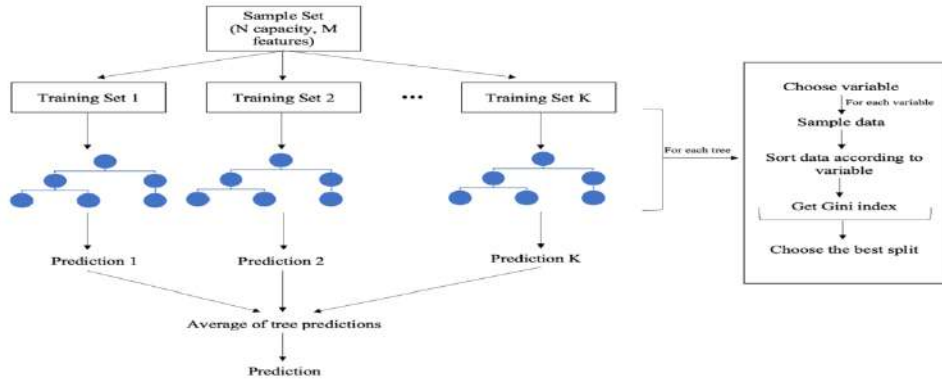 Sample Set
(N capacity, M
features)
Training Set 1
Training Set 2
•••
Training Set K
Prediction 1
Prediction 2
Prediction K
Average of tree predictions
Prediction
For each tree
Choose variable
For each variable
Sample data
Sort data according to
variable
Get Gini index
Choose the best split